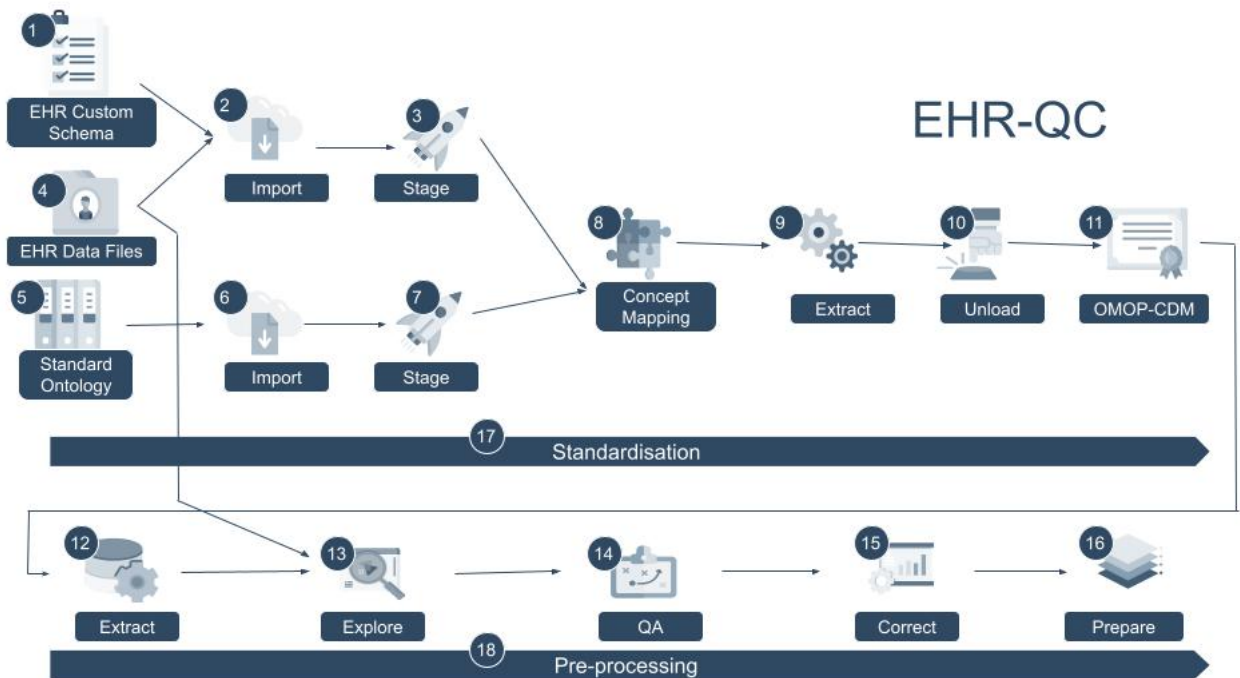 1
EHR Custom
Schema
2
Import
3
Stage
EHR-QC
4
EHR Data Files
5
Standard
Ontology
6
Import
7
Stage
8
Concept
Mapping
9
Extract
10
Unload
11
OMOP-CDM
17
Standardisation
12
Extract
13
Explore
14
QA
15
Correct
16
Prepare
18
Pre-processing